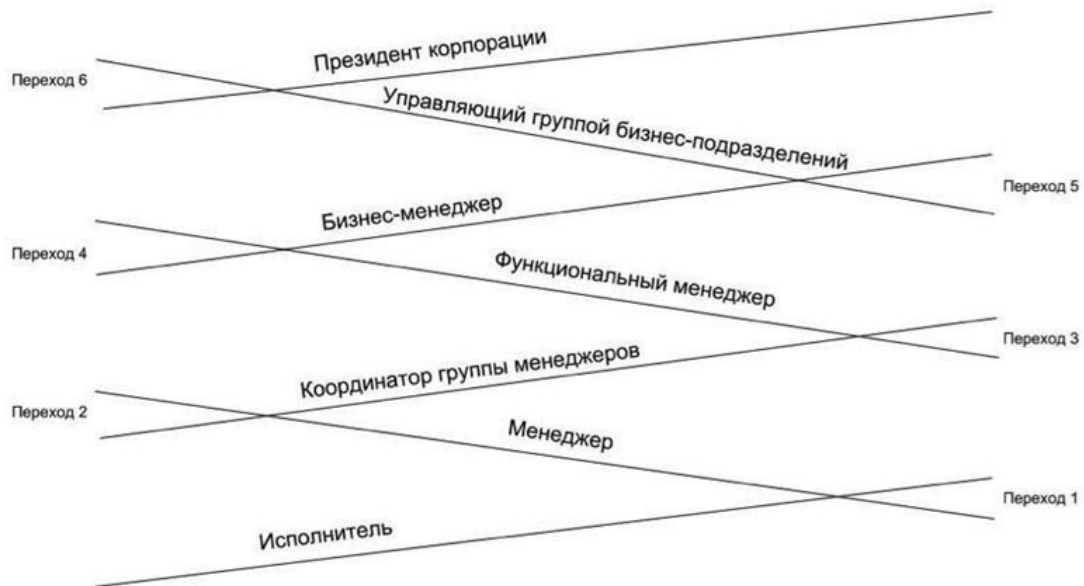 Президент корпорации
Переход 6
Управляющий группой бизнес-подразделений
Переход 5
Бизнес-менеджер
Переход 4
Функциональный менеджер
Переход 3
Координатор группы менеджеров
Переход 2
Менеджер
Переход 1
Исполнитель